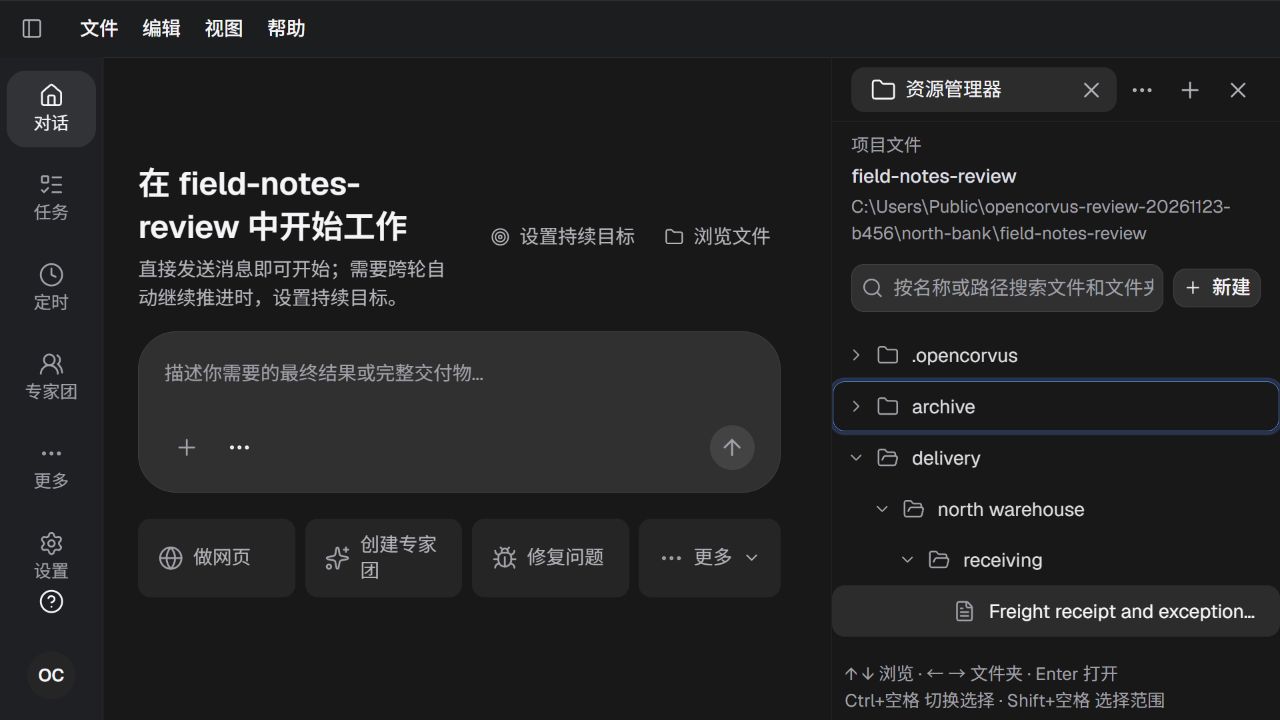 文件 编辑 视图 帮助
对话
任务
定时
专家团
更多
设置
OC
在 field-notes-
review 中开始工作
直接发送消息即可开始；需要跨轮自
动继续推进时，设置持续目标。
设置持续目标
浏览文件
描述你需要的最终结果或完整交付物...
做网页
创建专家
团
修复问题
更多
资源管理器
项目文件
field-notes-review
C:\Users\Public\opencorvus-review-20261123-
b456\north-bank\field-notes-review
按名称或路径搜索文件和文件夹
新建
.opencorvus
archive
delivery
north warehouse
receiving
Freight receipt and exception...
↑↓ 浏览 · ←→ 文件夹 · Enter 打开
Ctrl+空格 切换选择 · Shift+空格 选择范围